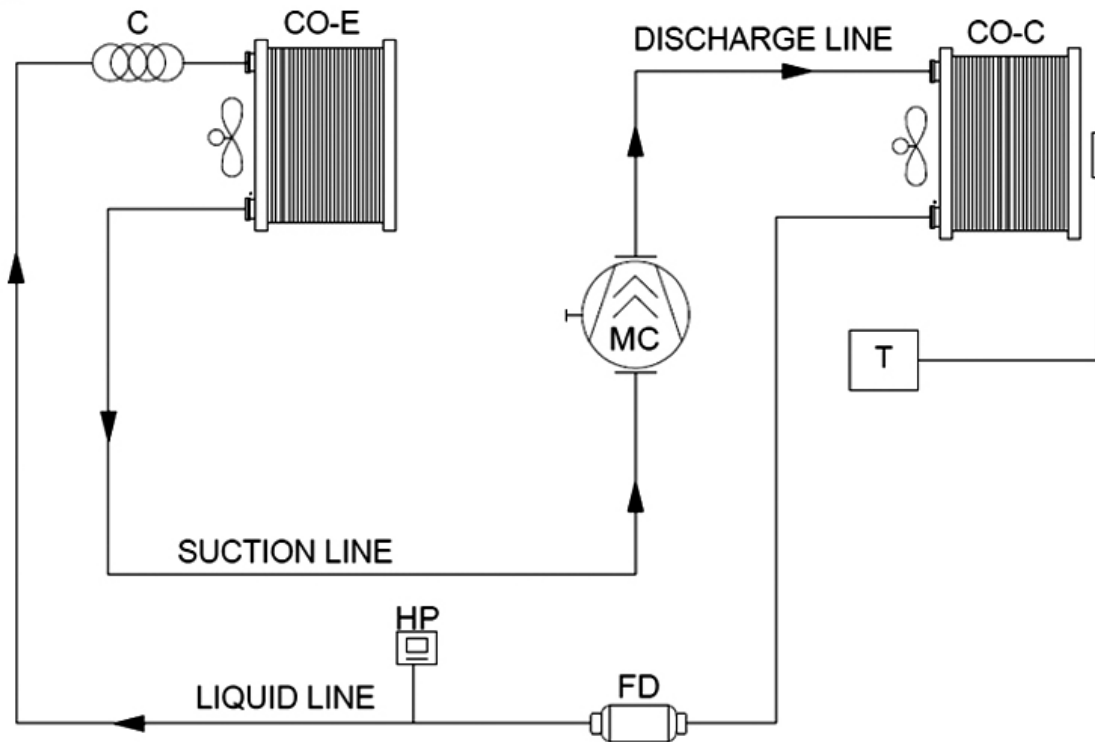 C
CO-E
DISCHARGE LINE
CO-C
MC
T
SUCTION LINE
HP
LIQUID LINE
FD